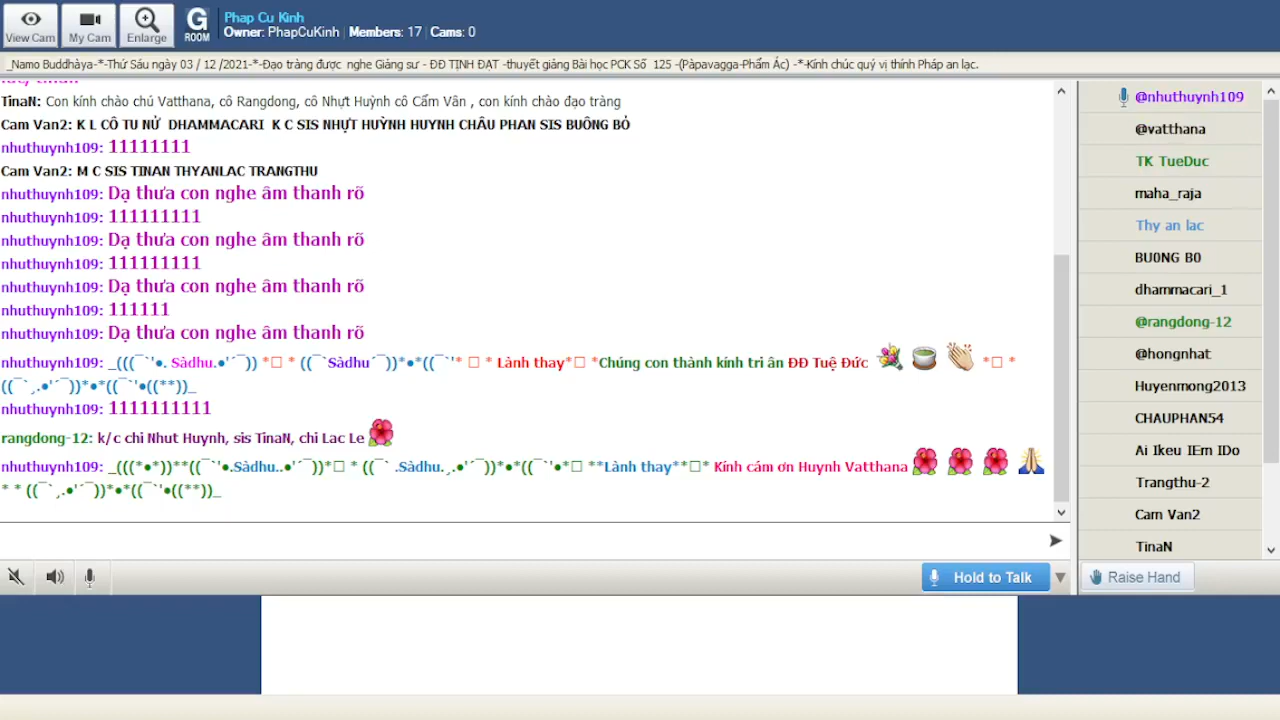 View Cam
My Cam
Enlarge
G
ROOM
Phap Cu Kinh
Owner: PhapCuKinh | Members: 17 | Cams: 0
_Namo Buddhàya-*-Thứ Sáu ngày 03 / 12 /2021-*-Đạo tràng được nghe Giảng sư - ĐĐ TỊNH ĐẠT -thuyết giảng Bài học PCK Số 125 -(Pàpavagga-Phẩm Ác) -*-Kính chúc quý vị thính Pháp an lạc.
TinaN: Con kính chào chú Vatthana, cô Rangdong, cô Nhựt Huỳnh cô Cẩm Vân , con kính chào đạo tràng
Cam Van2: K L CÔ TU NỬ DHAMMACARI K C SIS NHỰT HUỲNH HUYNH CHÂU PHAN SIS BUÔNG BỎ
nhuthuynh109: 11111111
Cam Van2: M C SIS TINAN THYANLAC TRANGTHU
nhuthuynh109: Dạ thưa con nghe âm thanh rõ
nhuthuynh109: 111111111
nhuthuynh109: Dạ thưa con nghe âm thanh rõ
nhuthuynh109: 111111111
nhuthuynh109: Dạ thưa con nghe âm thanh rõ
nhuthuynh109: 111111
nhuthuynh109: Dạ thưa con nghe âm thanh rõ
nhuthuynh109: _(((¯`'●. Sàdhu.●'´¯)) *□ * ((¯`Sàdhu´¯))*●*((¯`'* □ * Lành thay*□ *Chúng con thành kính tri ân ĐĐ Tuệ Đức 💐 🍵 👏 *□ *
((¯`¸.●'´¯))*●*((¯`'●((**))_
nhuthuynh109: 1111111111
rangdong-12: k/c chi Nhut Huynh, sis TinaN, chi Lac Le 🌺
nhuthuynh109: _(((*●*))**((¯`'●.Sàdhu..●'´¯))*□ * ((¯` .Sàdhu.¸.●'´¯))*●*((¯`'●*□ **Lành thay**□* Kính cám ơn Huynh Vatthana 🌺 🌺 🌺 🙏
* * ((¯`¸.●'´¯))*●*((¯`'●((**))_
Hold to Talk
@nhuthuynh109
@vatthana
TK TueDuc
maha_raja
Thy an lac
BU0NG B0
dhammacari_1
@rangdong-12
@hongnhat
Huyenmong2013
CHAUPHAN54
Ai Ikeu IEm IDo
Trangthu-2
Cam Van2
TinaN
Raise Hand